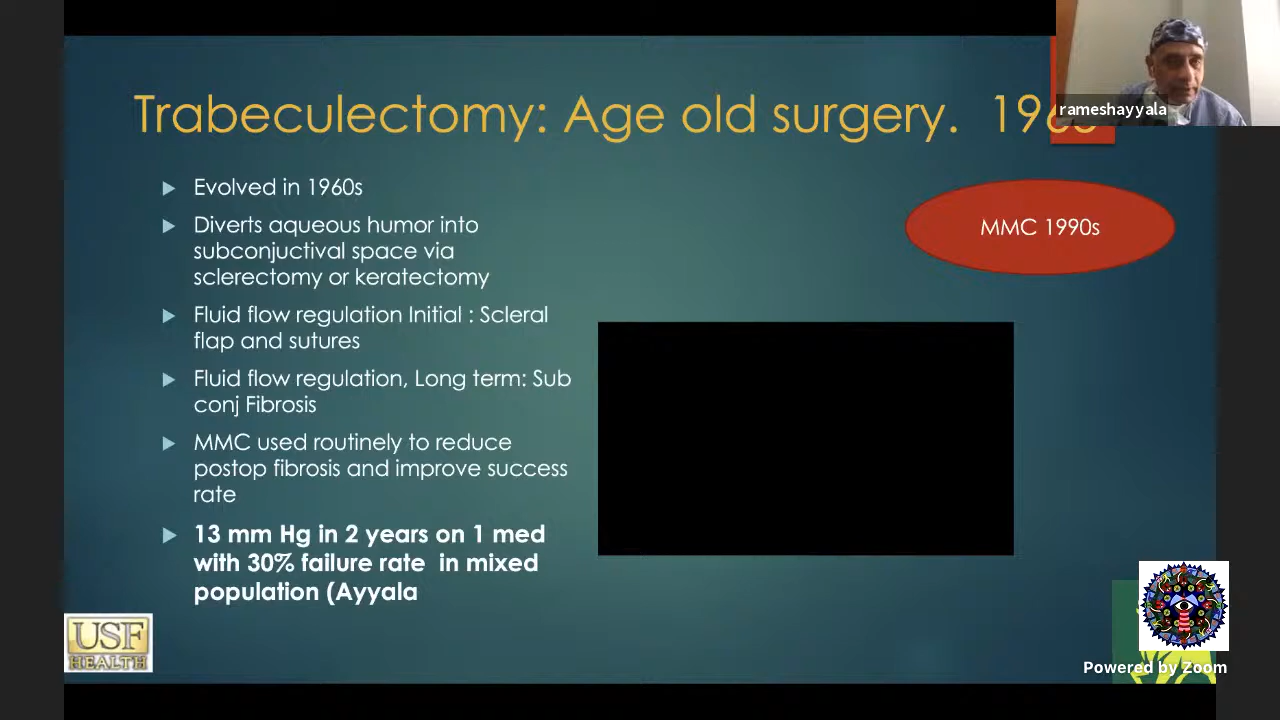 Trabeculectomy: Age old surgery. 196
rameshayyala
Evolved in 1960s
MMC 1990s
Diverts aqueous humor into
subconjuctival space via
sclerectomy or keratectomy
Fluid flow regulation Initial : Scleral
flap and sutures
Fluid flow regulation, Long term: Sub
conj Fibrosis
MMC used routinely to reduce
postop fibrosis and improve success
rate
13 mm Hg in 2 years on 1 med
with 30% failure rate in mixed
population (Ayyala
USF
HEALTH
Powered by Zoom